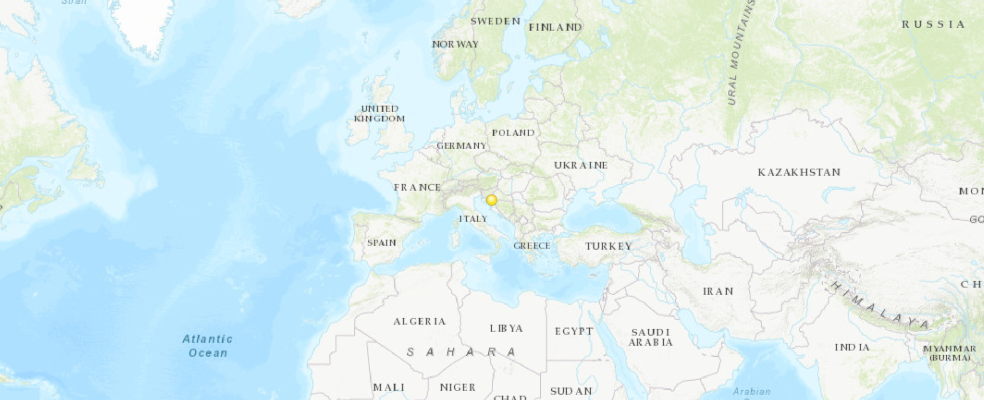 Strait
SWEDEN
FINLAND
RUSSIA
NORWAY
URAL MOUNTAINS
UNITED
KINGDOM
POLAND
GERMANY
UKRAINE
KAZAKHSTAN
FRANCE
MON
GO
ITALY
SPAIN
GREECE
TURKEY
CH
IRAN
HIMALAYA
ALGERIA
LIBYA
EGYPT
SAUDI
ARABIA
Atlantic
Ocean
SAHARA
INDIA
MYANMAR
(BURMA)
MALI
NIGER
SUDAN
Arabian
CHAD